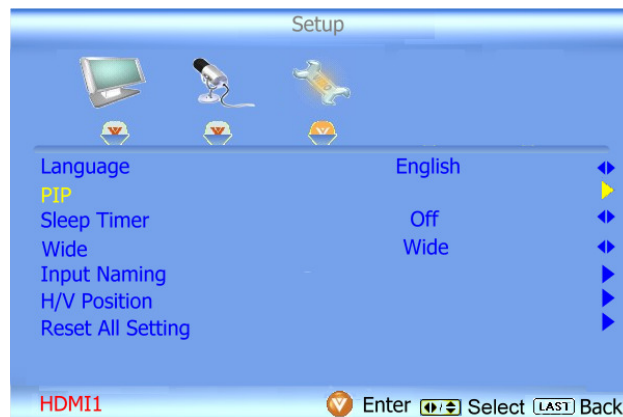 Setup
Language English
PIP
Sleep Timer Off
Wide Wide
Input Naming
H/V Position
Reset All Setting
HDMI1 V Enter Select LAST Back